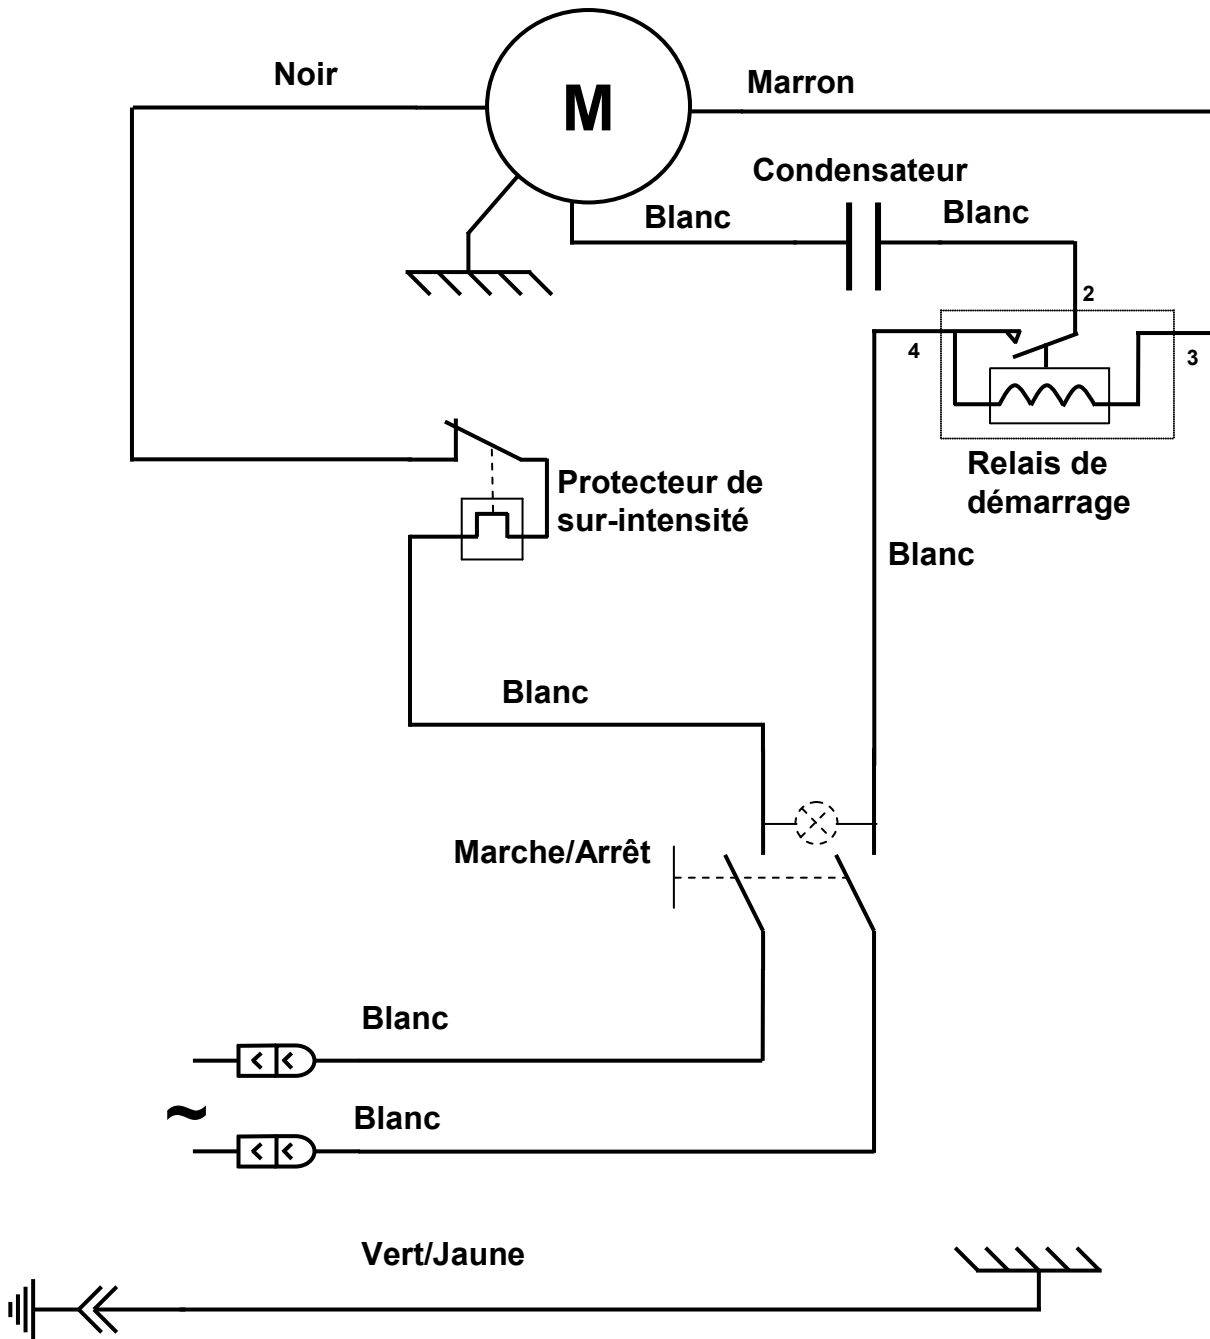 Noir
M
Marron
Condensateur
Blanc
Blanc
2
4
3
Relais de
démarrage
Protecteur de
sur-intensité
Blanc
Blanc
Marche/Arrêt
Blanc
~
Blanc
Vert/Jaune